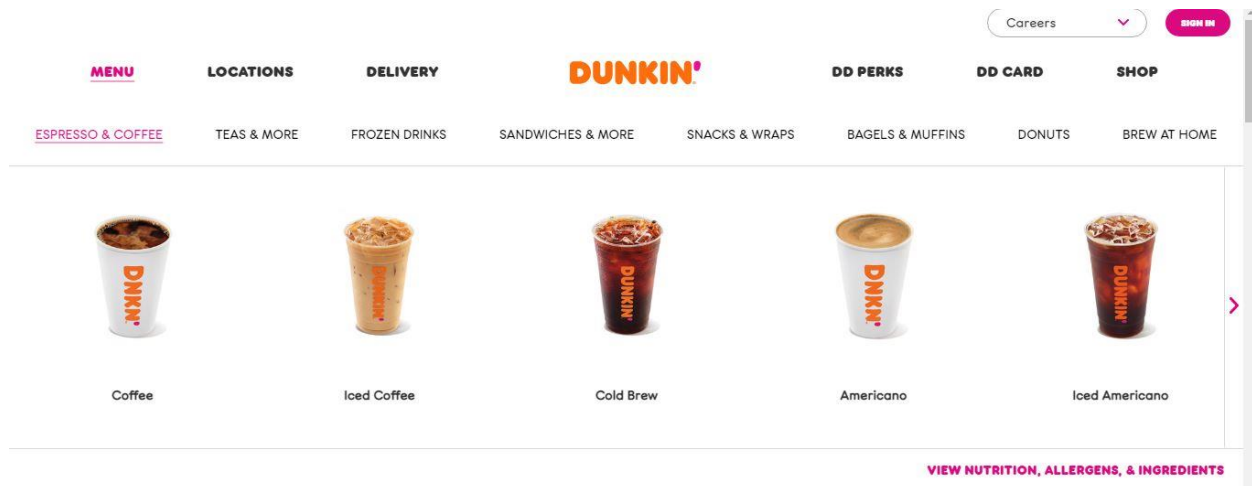 Careers
SIGN IN
MENU LOCATIONS DELIVERY DUNKIN' DD PERKS DD CARD SHOP
ESPRESSO & COFFEE TEAS & MORE FROZEN DRINKS SANDWICHES & MORE SNACKS & WRAPS BAGELS & MUFFINS DONUTS BREW AT HOME
DNKN' DUNKIN' DUNKIN' DNKN' DUNKIN'
Coffee Iced Coffee Cold Brew Americano Iced Americano
VIEW NUTRITION, ALLERGENS, & INGREDIENTS